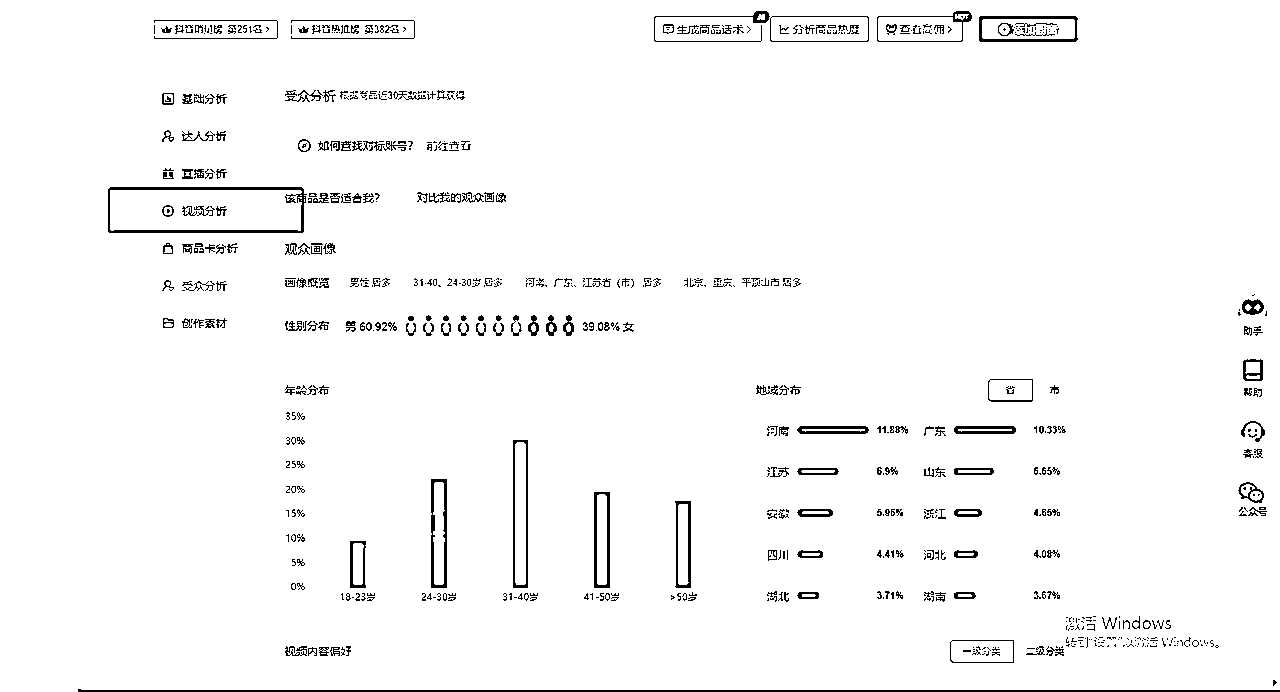 抖音销加榜 第251名 > 抖音热推榜 第382名 >
生成商品话术 > 分析商品热度 查看高佣 >
基础分析
达人分析
直播分析
视频分析
商品卡分析
受众分析
创作素材
受众分析 根据商品近30天数据计算获得
如何查找对标账号? 前往查看
该商品是否适合我? 对比我的观众画像
观众画像
画像概览 男性 居多 31-40、24-30岁 居多 河南、广东、江苏省(市) 居多 北京、重庆、平顶山市 居多
性别分布 男 60.92% 39.08% 女
年龄分布
35%
30%
25%
20%
15%
10%
5%
0%
18-23岁 24-30岁 31-40岁 41-50岁 >50岁
地域分布 省 市
河南 11.88% 广东 10.33%
江苏 6.9% 山东 6.65%
安徽 5.96% 浙江 4.85%
四川 4.41% 河北 4.08%
湖北 3.71% 湖南 3.67%
视频内容偏好 一级分类 二级分类
助手
帮助
客服
公众号
激活 Windows
转到"设置"以激活 Windows。